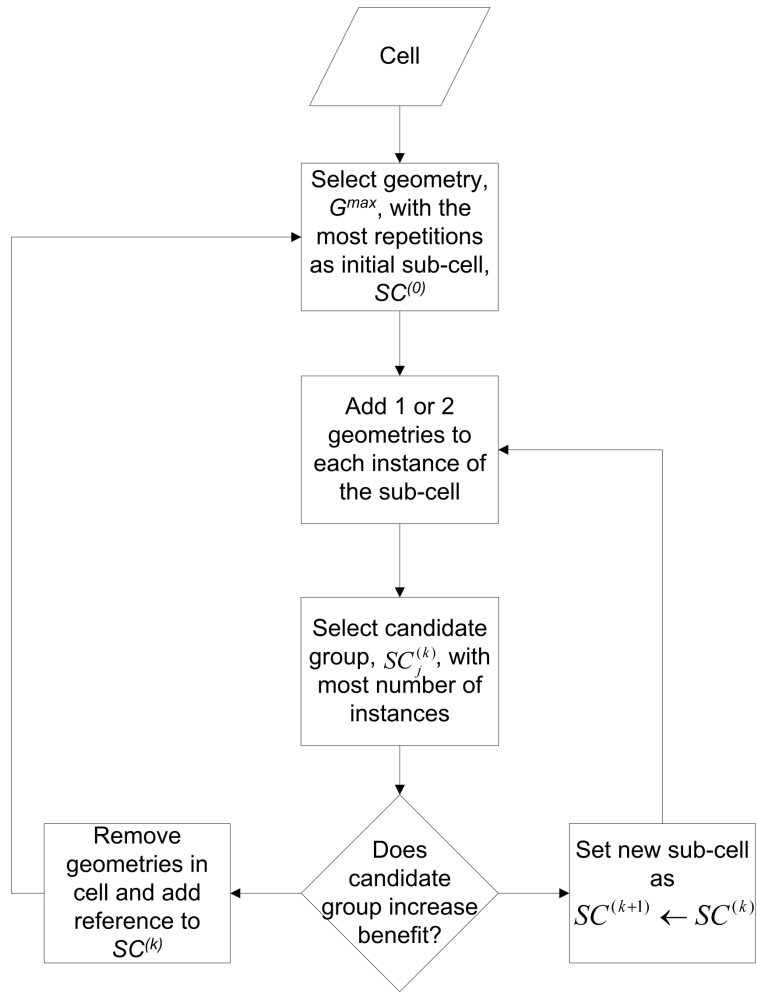 Cell
Select geometry,
G^max, with the
most repetitions
as initial sub-cell,
SC^(0)
Add 1 or 2
geometries to
each instance of
the sub-cell
Select candidate
group, SC_j^(k), with
most number of
instances
Does
candidate
group increase
benefit?
Remove
geometries in
cell and add
reference to
SC^(k)
Set new sub-cell
as
SC^(k+1) ← SC^(k)